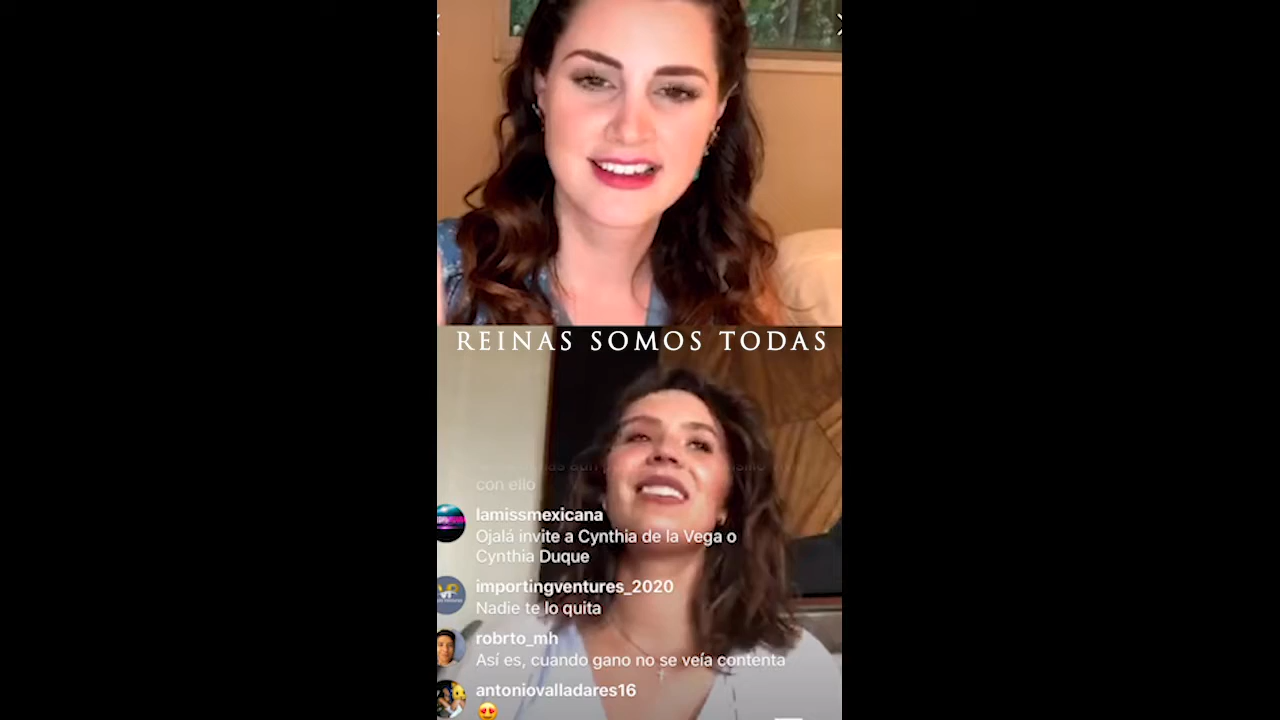 REINAS SOMOS TODAS
con ello
lamissmexicana
Ojalá invite a Cynthia de la Vega o
Cynthia Duque
importingventures_2020
Nadie te lo quita
robrto_mh
Así es, cuando gano no se veía contenta
antoniovalladares16
😍